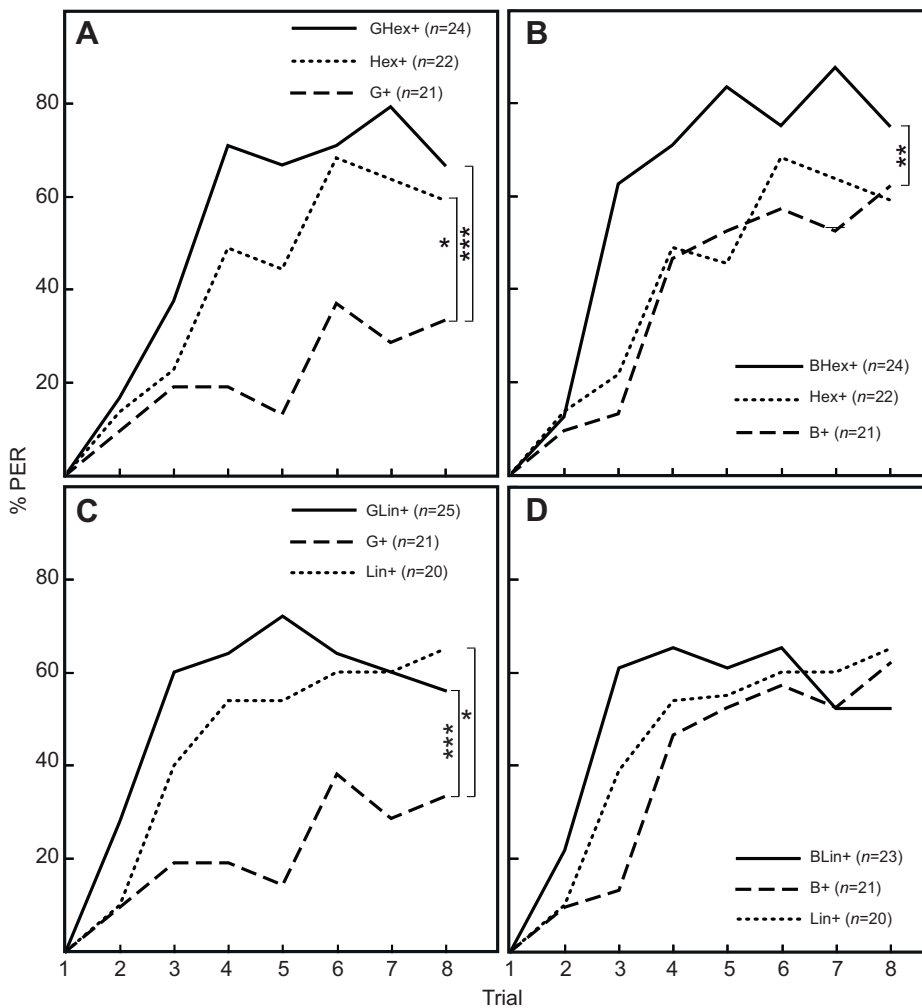 A
GHex+ (n=24)
Hex+ (n=22)
G+ (n=21)
80
60
40
20
*
***
B
**
BHex+ (n=24)
Hex+ (n=22)
B+ (n=21)
% PER
C
GLin+ (n=25)
G+ (n=21)
Lin+ (n=20)
80
60
40
20
***
*
1 2 3 4 5 6 7 8
D
BLin+ (n=23)
B+ (n=21)
Lin+ (n=20)
1 2 3 4 5 6 7 8
Trial